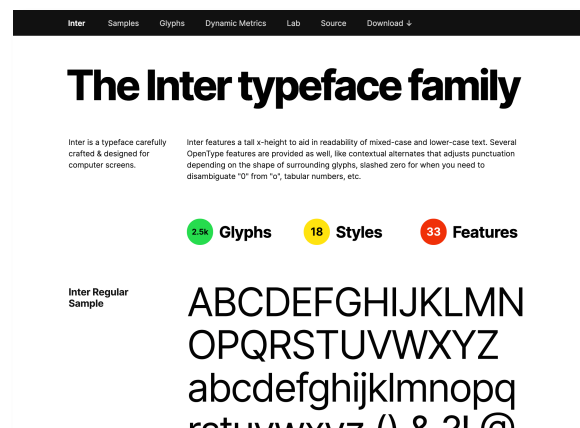 Inter Samples Glyphs Dynamic Metrics Lab Source Download ↓
The Inter typeface family
Inter is a typeface carefully
crafted & designed for
computer screens.
Inter features a tall x-height to aid in readability of mixed-case and lower-case text. Several
OpenType features are provided as well, like contextual alternates that adjusts punctuation
depending on the shape of surrounding glyphs, slashed zero for when you need to
disambiguate "0" from "o", tabular numbers, etc.
2.5k Glyphs 18 Styles 33 Features
Inter Regular
Sample
ABCDEFGHIJKLMN
OPQRSTUVWXYZ
abcdefghijklmnopq
rstuvwxyz () & ?! @